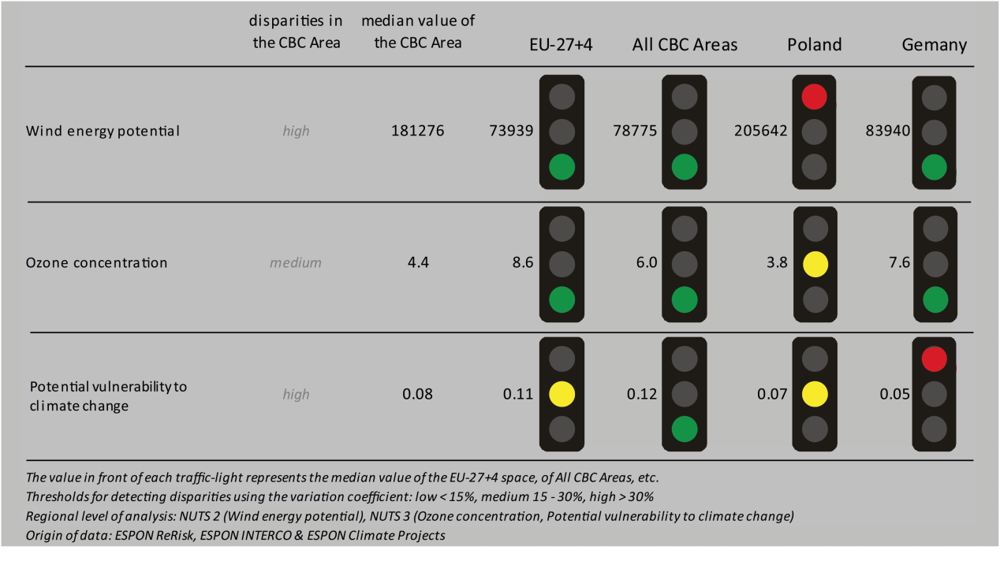 disparities in
the CBC Area
median value of
the CBC Area
EU-27+4
All CBC Areas
Poland
Gemany
Wind energy potential
high
181276
73939
78775
205642
83940
Ozone concentration
medium
4.4
8.6
6.0
3.8
7.6
Potential vulnerability to
climate change
high
0.08
0.11
0.12
0.07
0.05
The value in front of each traffic-light represents the median value of the EU-27+4 space, of All CBC Areas, etc.
Thresholds for detecting disparities using the variation coefficient: low < 15%, medium 15 - 30%, high > 30%
Regional level of analysis: NUTS 2 (Wind energy potential), NUTS 3 (Ozone concentration, Potential vulnerability to climate change)
Origin of data: ESPON ReRisk, ESPON INTERCO & ESPON Climate Projects